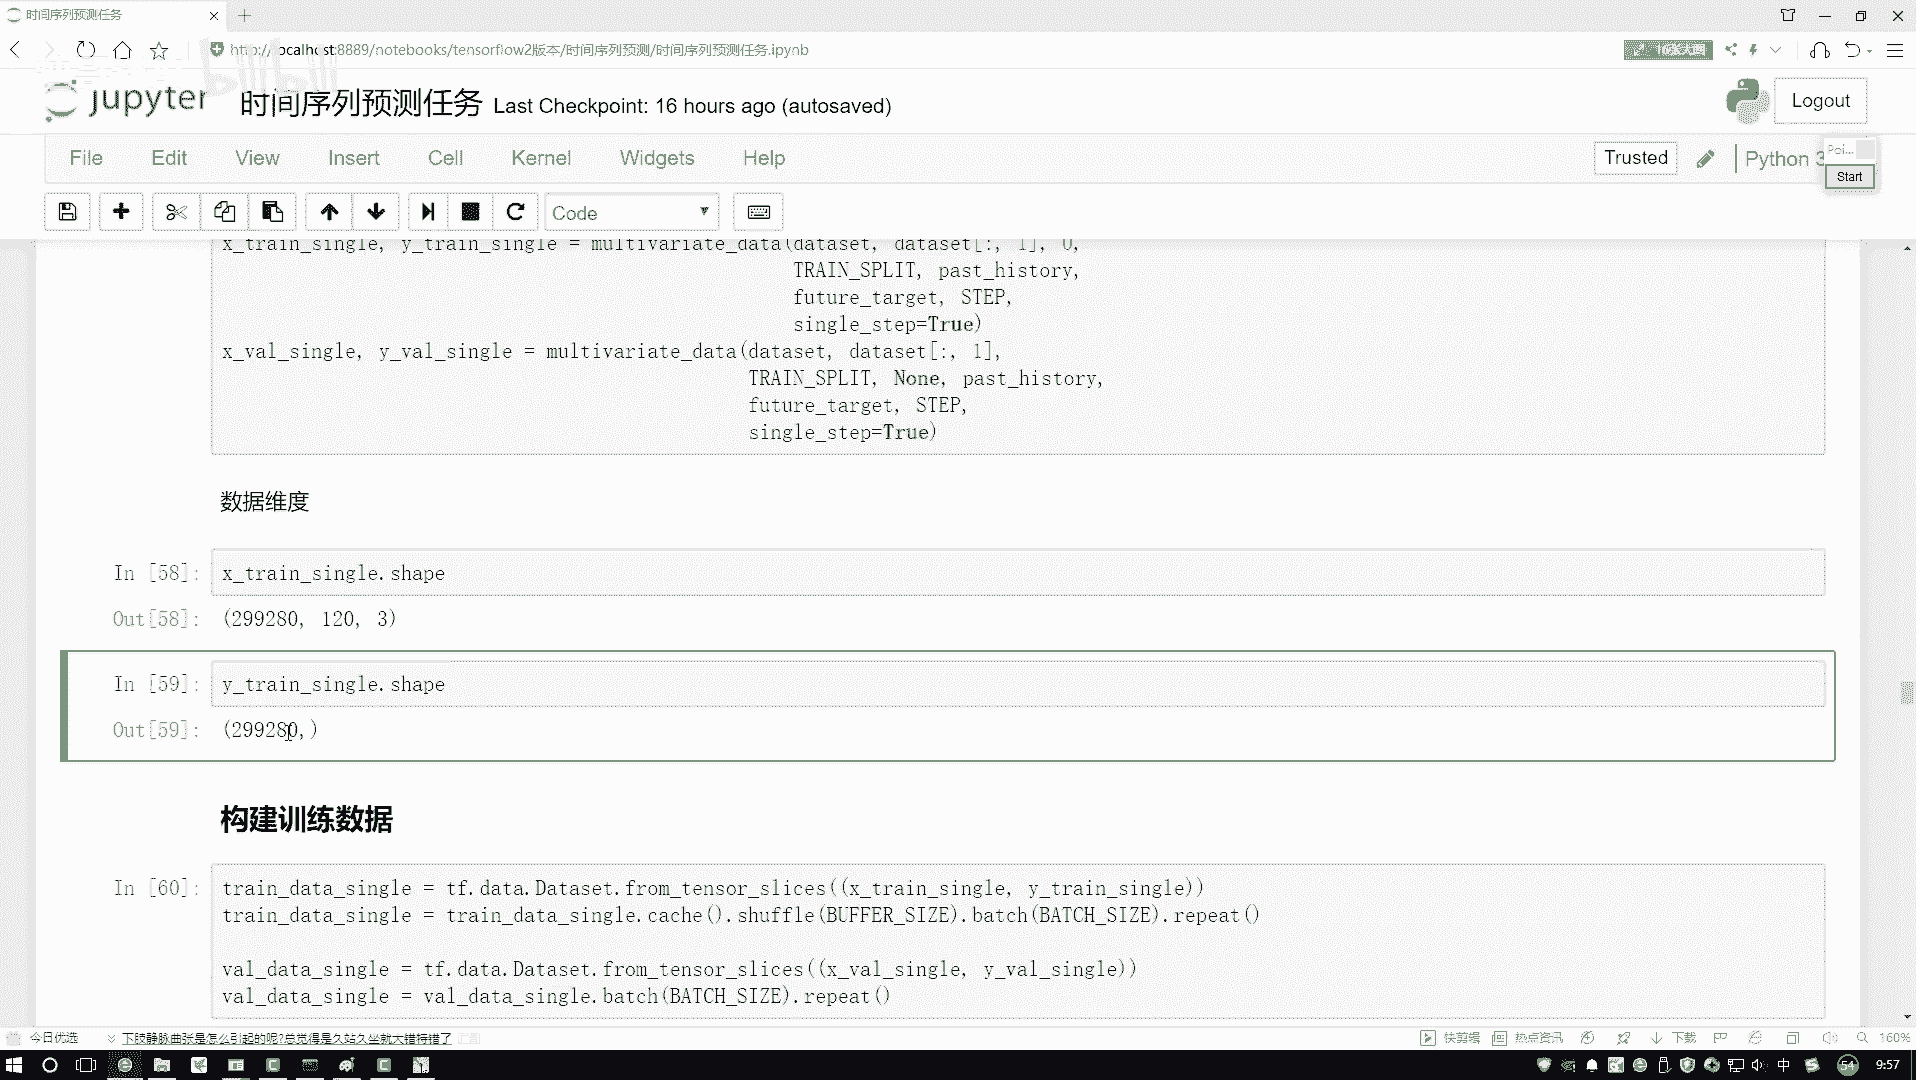 时间序列预测任务
http://localhost:8889/notebooks/tensorflow2版本/时间序列预测/时间序列预测任务.ipynb
bilibili
jupyter 时间序列预测任务 Last Checkpoint: 16 hours ago (autosaved)
Logout
File Edit View Insert Cell Kernel Widgets Help
Trusted Python 3
Poi...
Start
Code
x_train_single, y_train_single = multivariate_data(dataset, dataset[:, 1], 0,
TRAIN_SPLIT, past_history,
future_target, STEP,
single_step=True)
x_val_single, y_val_single = multivariate_data(dataset, dataset[:, 1],
TRAIN_SPLIT, None, past_history,
future_target, STEP,
single_step=True)
数据维度
In [58]: x_train_single.shape
Out[58]: (299280, 120, 3)
In [59]: y_train_single.shape
Out[59]: (299280,)
构建训练数据
In [60]: train_data_single = tf.data.Dataset.from_tensor_slices((x_train_single, y_train_single))
train_data_single = train_data_single.cache().shuffle(BUFFER_SIZE).batch(BATCH_SIZE).repeat()
val_data_single = tf.data.Dataset.from_tensor_slices((x_val_single, y_val_single))
val_data_single = val_data_single.batch(BATCH_SIZE).repeat()
今日优选 下肢静脉曲张是怎么引起的呢?总觉得是久站久坐就大错特错了
快剪辑 热点资讯 下载 160%
中 54 9:57